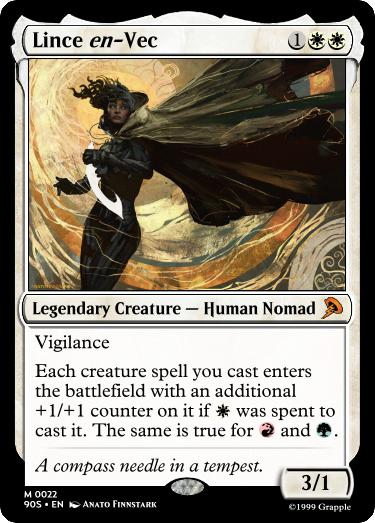 Lince en-Vec 1
Legendary Creature — Human Nomad
Vigilance
Each creature spell you cast enters
the battlefield with an additional
+1/+1 counter on it if was spent to
cast it. The same is true for and .
A compass needle in a tempest.
3/1
M 0022
90S • EN Anato Finnstark
©1999 Grapple